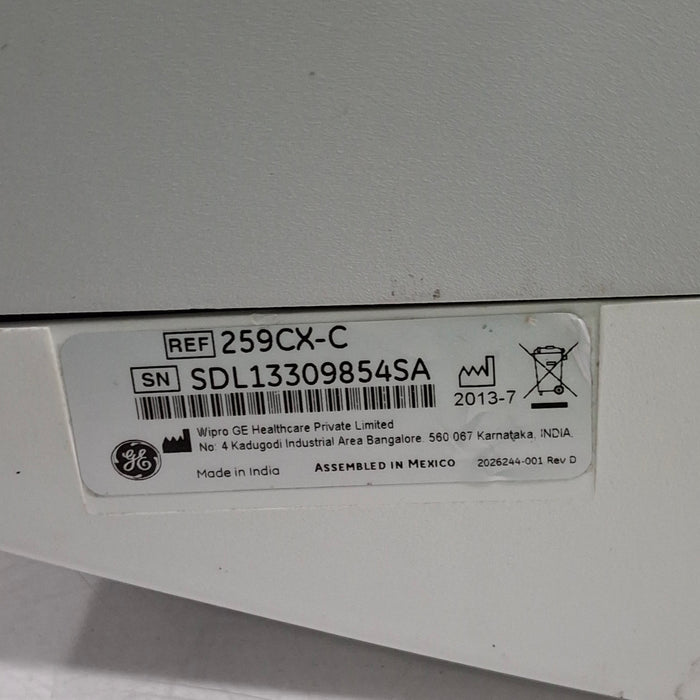 REF 259CX-C
SN SDL13309854SA
2013-7
Wipro GE Healthcare Private Limited
No: 4 Kadugodi Industrial Area Bangalore. 560 067 Karnataka, INDIA.
GE
Made in India ASSEMBLED IN MEXICO 2026244-001 Rev D